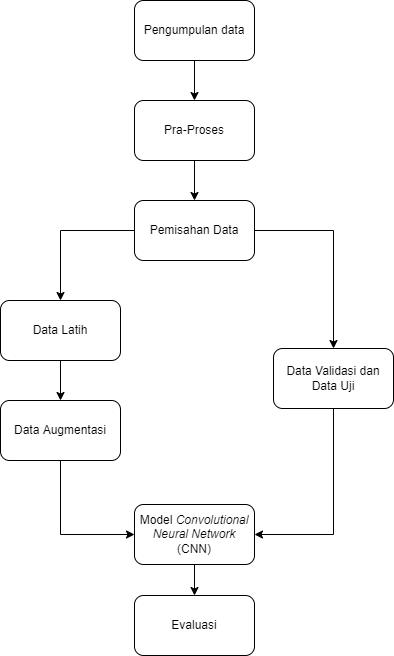 Pengumpulan data
Pra-Proses
Pemisahan Data
Data Latih
Data Validasi dan
Data Uji
Data Augmentasi
Model Convolutional
Neural Network
(CNN)
Evaluasi